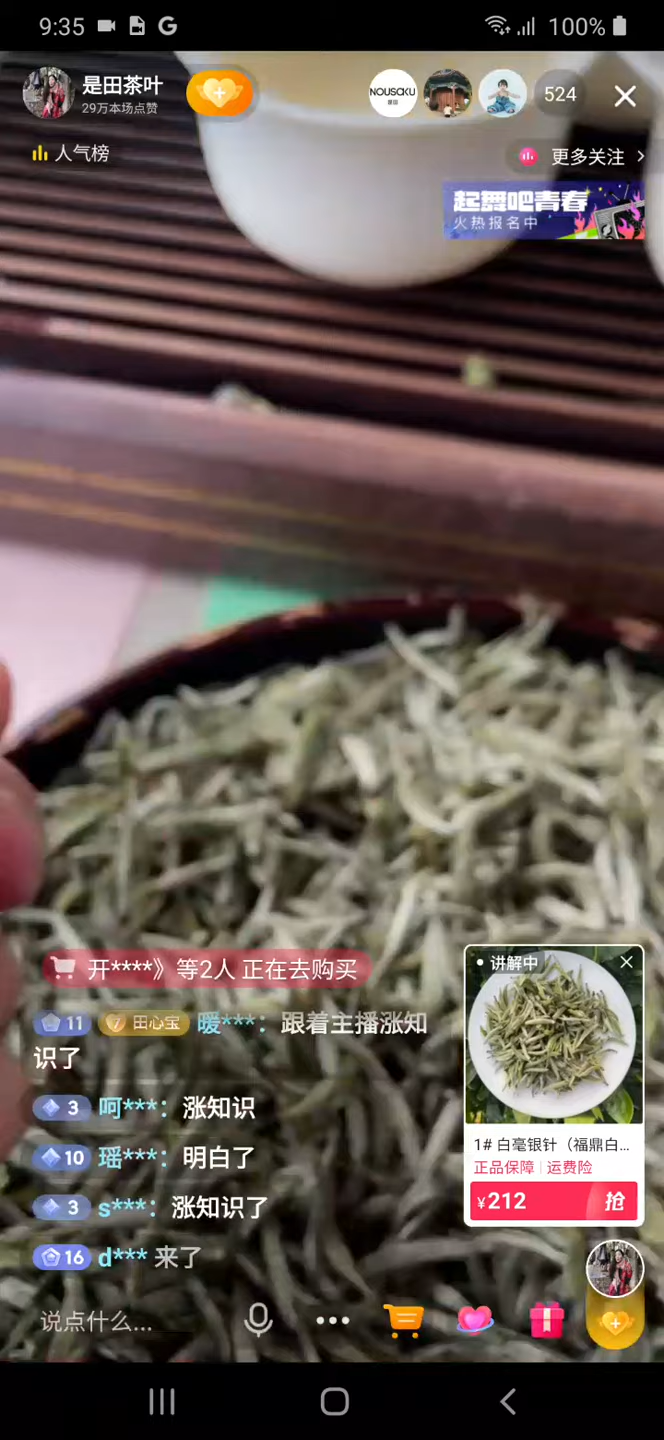 9:35
100%
是田茶叶
29万本场点赞
NOUSAKU
524
人气榜
更多关注
起舞吧青春
火热报名中
开****》等2人 正在去购买
11 田心宝 暖***：跟着主播涨知
识了
3 呵***：涨知识
10 瑶***：明白了
3 s***：涨知识了
16 d*** 来了
讲解中
1# 白毫银针（福鼎白...
正品保障 | 运费险
¥212 抢
说点什么...